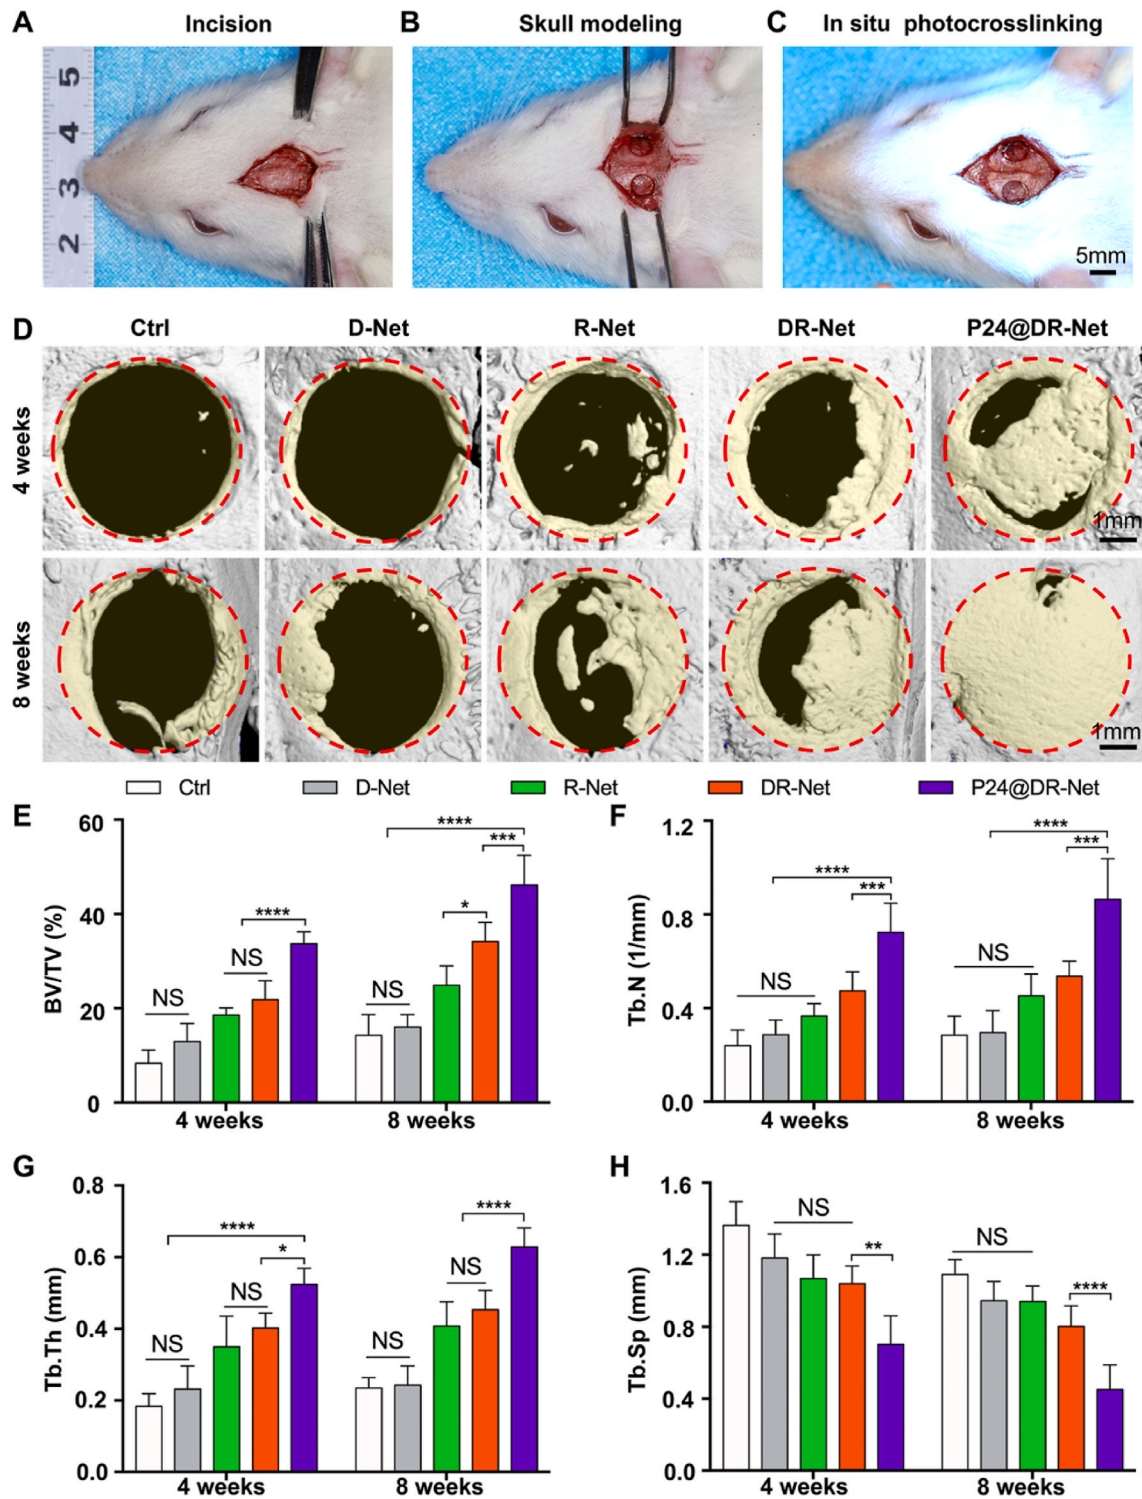 A Incision
B Skull modeling
C In situ photocrosslinking
5
4
3
2
5mm
D Ctrl D-Net R-Net DR-Net P24@DR-Net
4 weeks
1mm
8 weeks
1mm
Ctrl D-Net R-Net DR-Net P24@DR-Net
E
BV/TV (%)
60
40
20
0
NS
NS
****
NS
*
***
****
4 weeks 8 weeks
F
Tb.N (1/mm)
1.2
0.8
0.4
0.0
NS
****
***
NS
****
***
4 weeks 8 weeks
G
Tb.Th (mm)
0.8
0.6
0.4
0.2
0.0
NS
NS
****
*
NS
NS
****
4 weeks 8 weeks
H
Tb.Sp (mm)
1.6
1.2
0.8
0.4
0.0
NS
**
NS
****
4 weeks 8 weeks